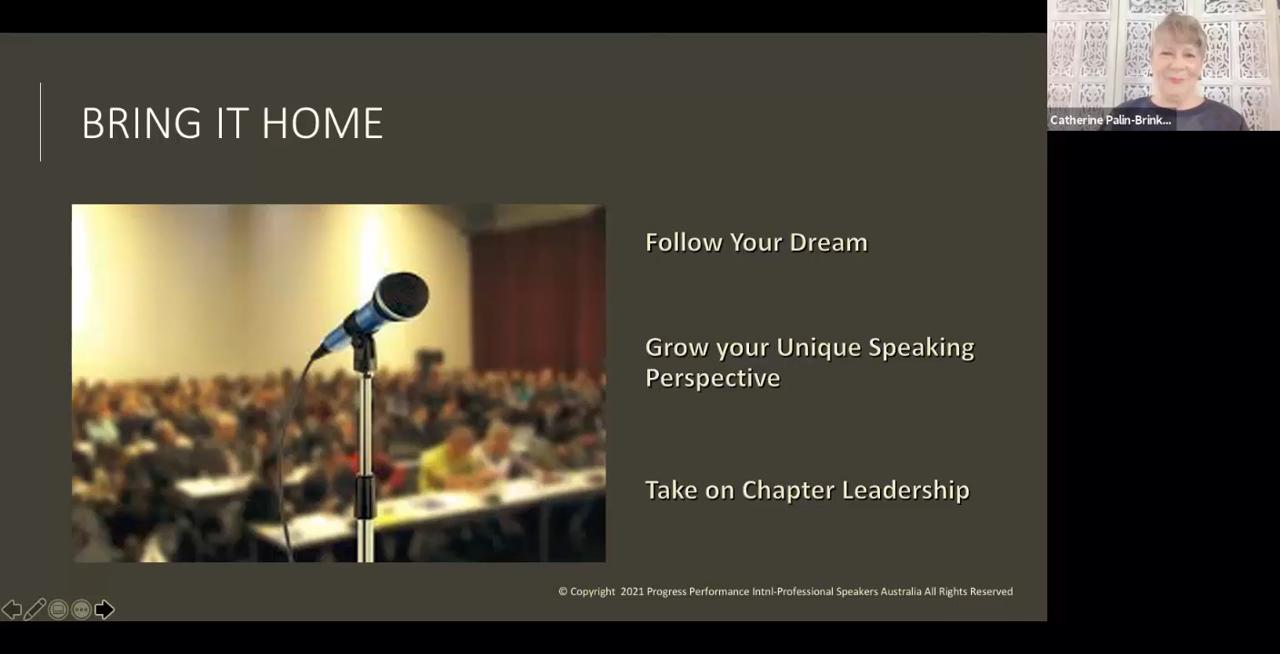 BRING IT HOME
Catherine Palin-Brink...
Follow Your Dream
Grow your Unique Speaking
Perspective
Take on Chapter Leadership
© Copyright 2021 Progress Performance Intnl-Professional Speakers Australia All Rights Reserved